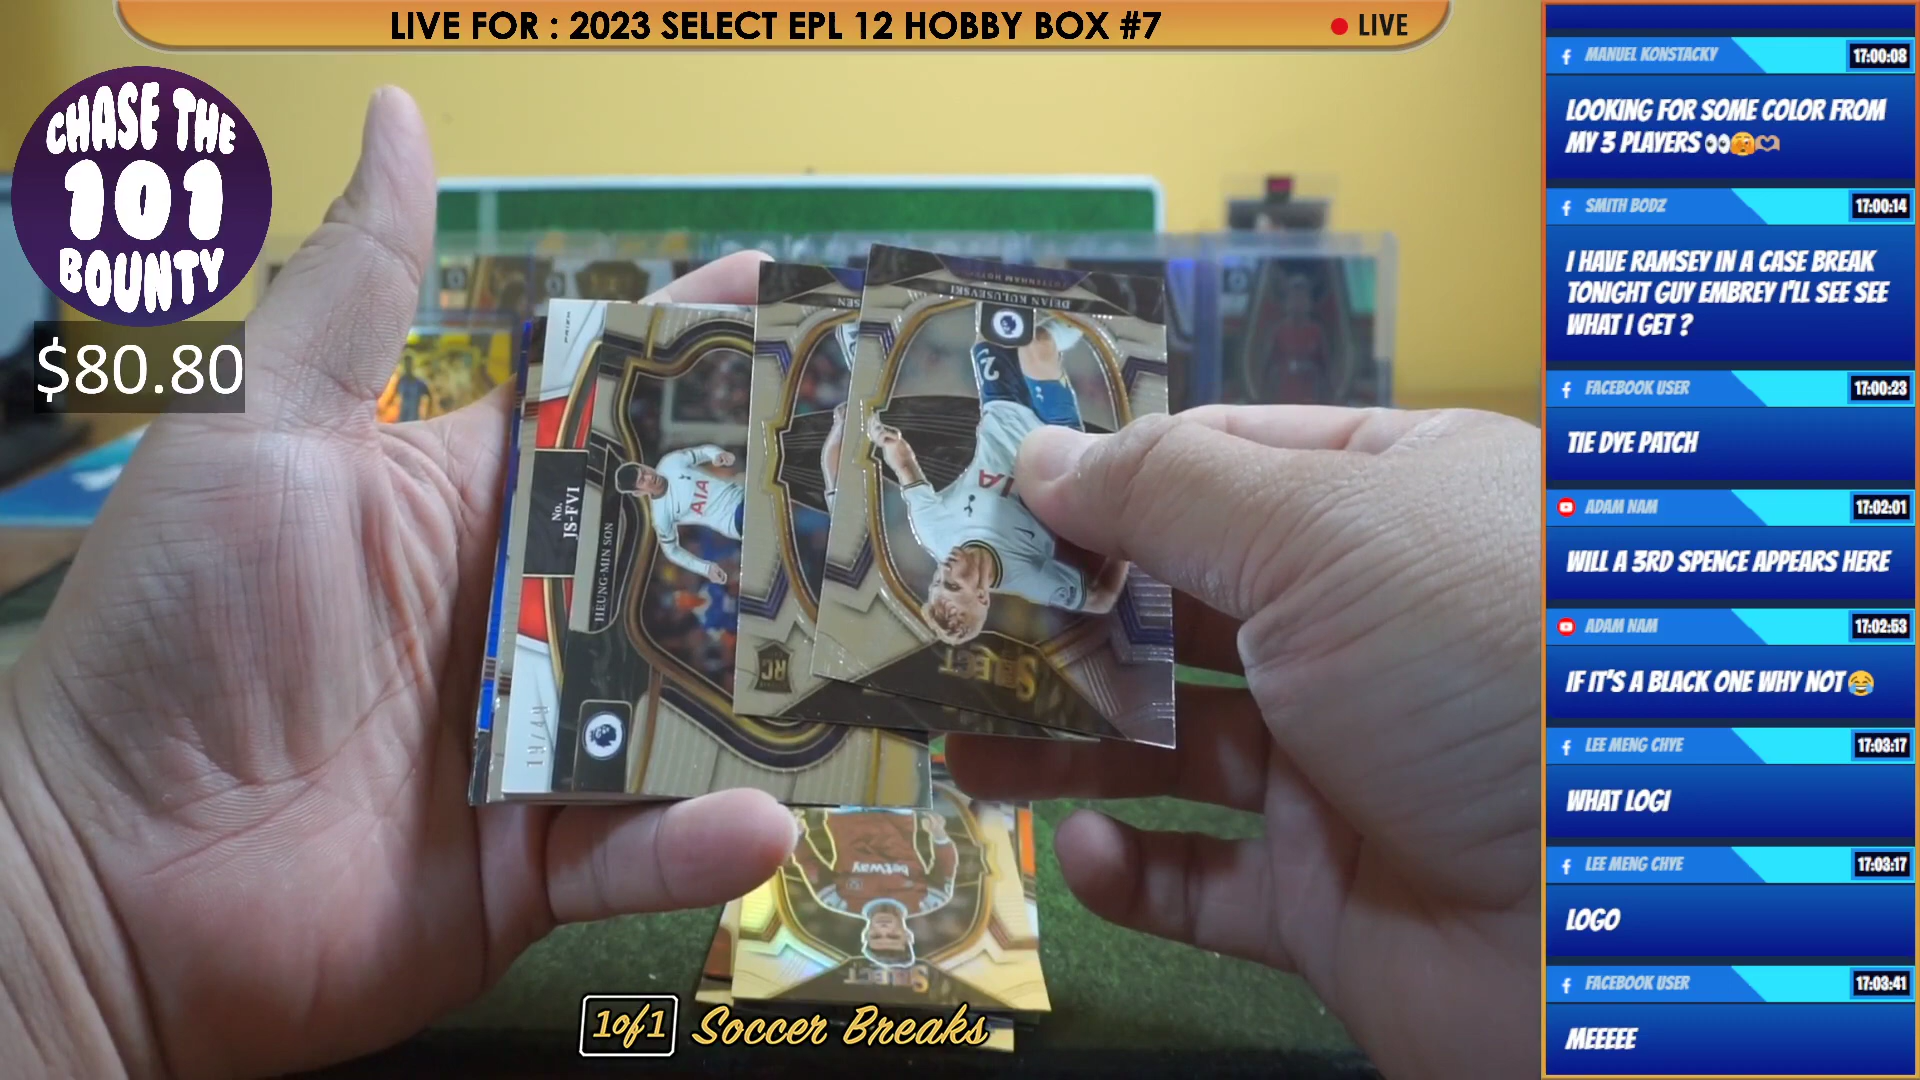 LIVE FOR : 2023 SELECT EPL 12 HOBBY BOX #7
LIVE
CHASE THE
101
BOUNTY
$80.80
No.
JS-FVI
HEUNG-MIN SON
AIA
RC
DEJAN KULUSEVSKI
2
SELECT
betway
SELECT
1of1 Soccer Breaks
MANUEL KONSTACKY
17:00:08
LOOKING FOR SOME COLOR FROM
MY 3 PLAYERS 👀🫣🫶
SMITH BODZ
17:00:14
I HAVE RAMSEY IN A CASE BREAK
TONIGHT GUY EMBREY I'LL SEE SEE
WHAT I GET ?
FACEBOOK USER
17:00:23
TIE DYE PATCH
ADAM NAM
17:02:01
WILL A 3RD SPENCE APPEARS HERE
ADAM NAM
17:02:53
IF IT'S A BLACK ONE WHY NOT 😂
LEE MENG CHYE
17:03:17
WHAT LOGI
LEE MENG CHYE
17:03:17
LOGO
FACEBOOK USER
17:03:41
MEEEEE